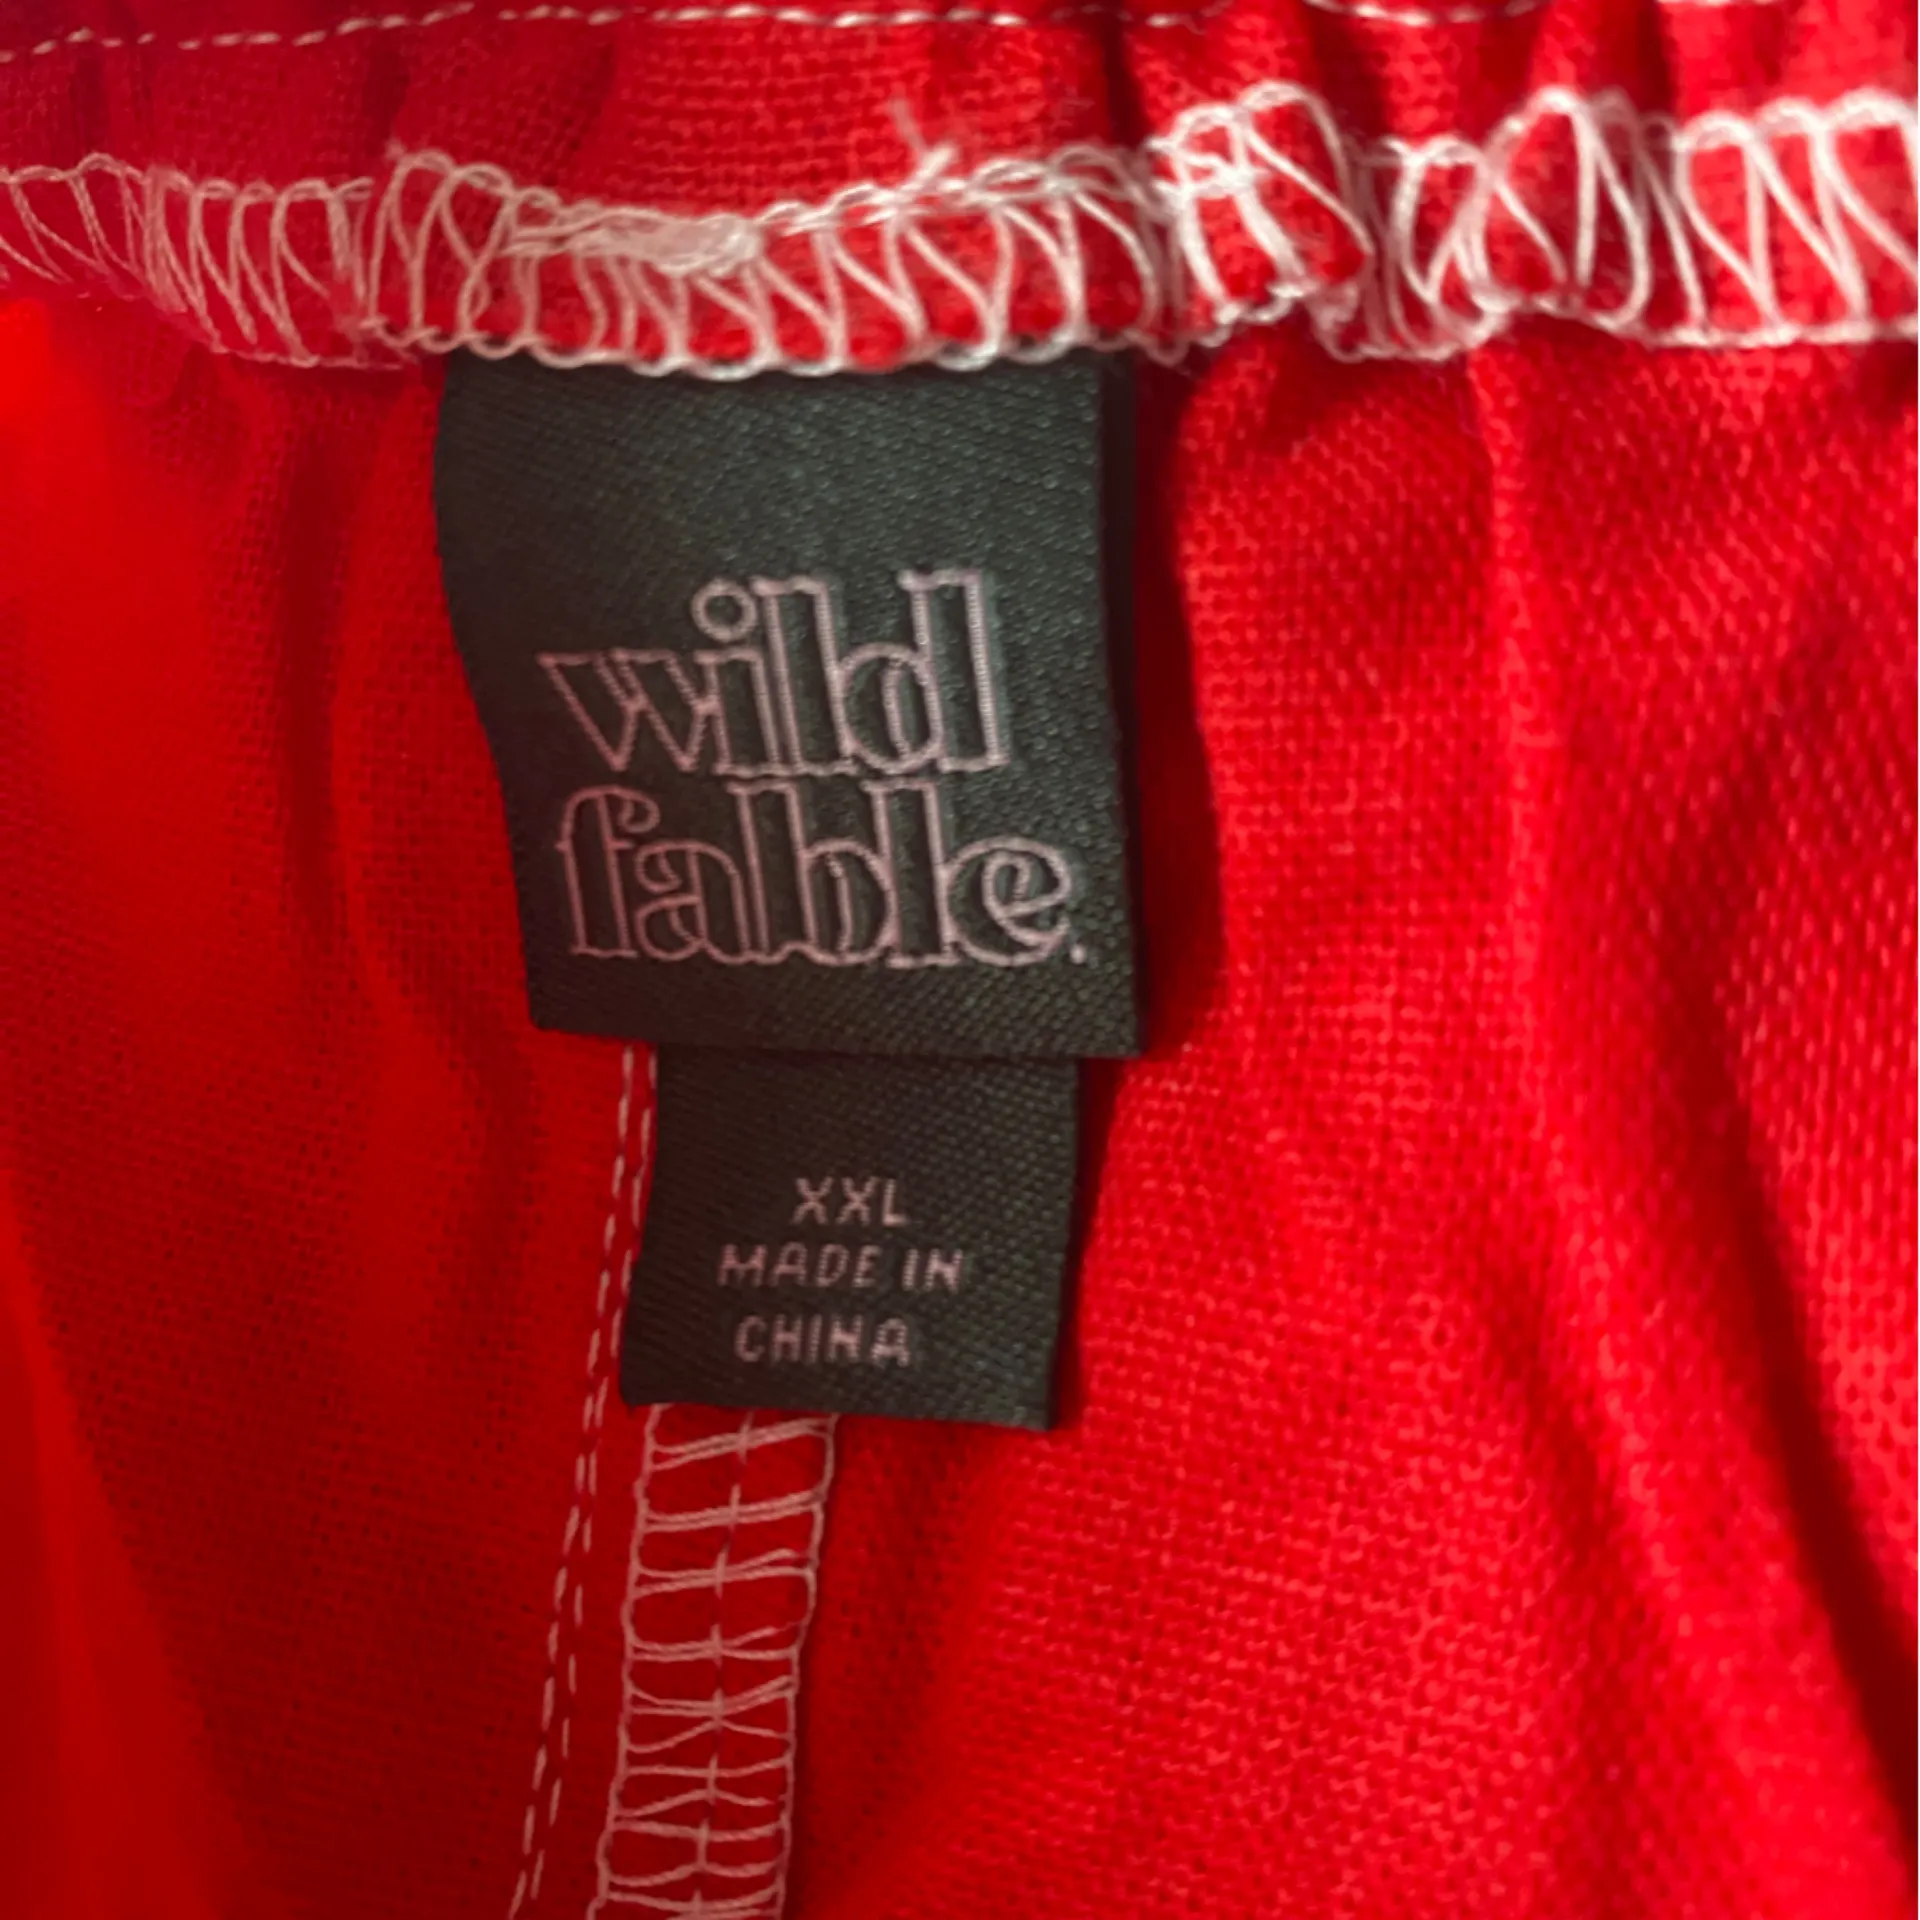 wild
fable.
XXL
MADE IN
CHINA